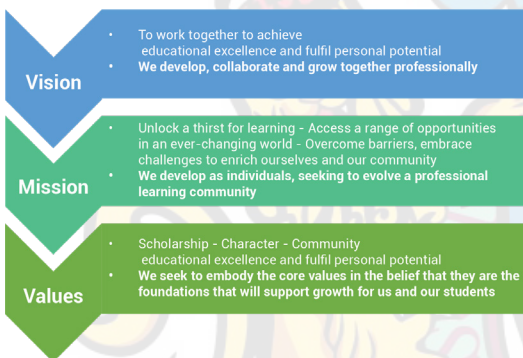 Vision
• To work together to achieve
educational excellence and fulfil personal potential
• We develop, collaborate and grow together professionally
Mission
• Unlock a thirst for learning - Access a range of opportunities
in an ever-changing world - Overcome barriers, embrace
challenges to enrich ourselves and our community
• We develop as individuals, seeking to evolve a professional
learning community
Values
• Scholarship - Character - Community
educational excellence and fulfil personal potential
• We seek to embody the core values in the belief that they are the
foundations that will support growth for us and our students